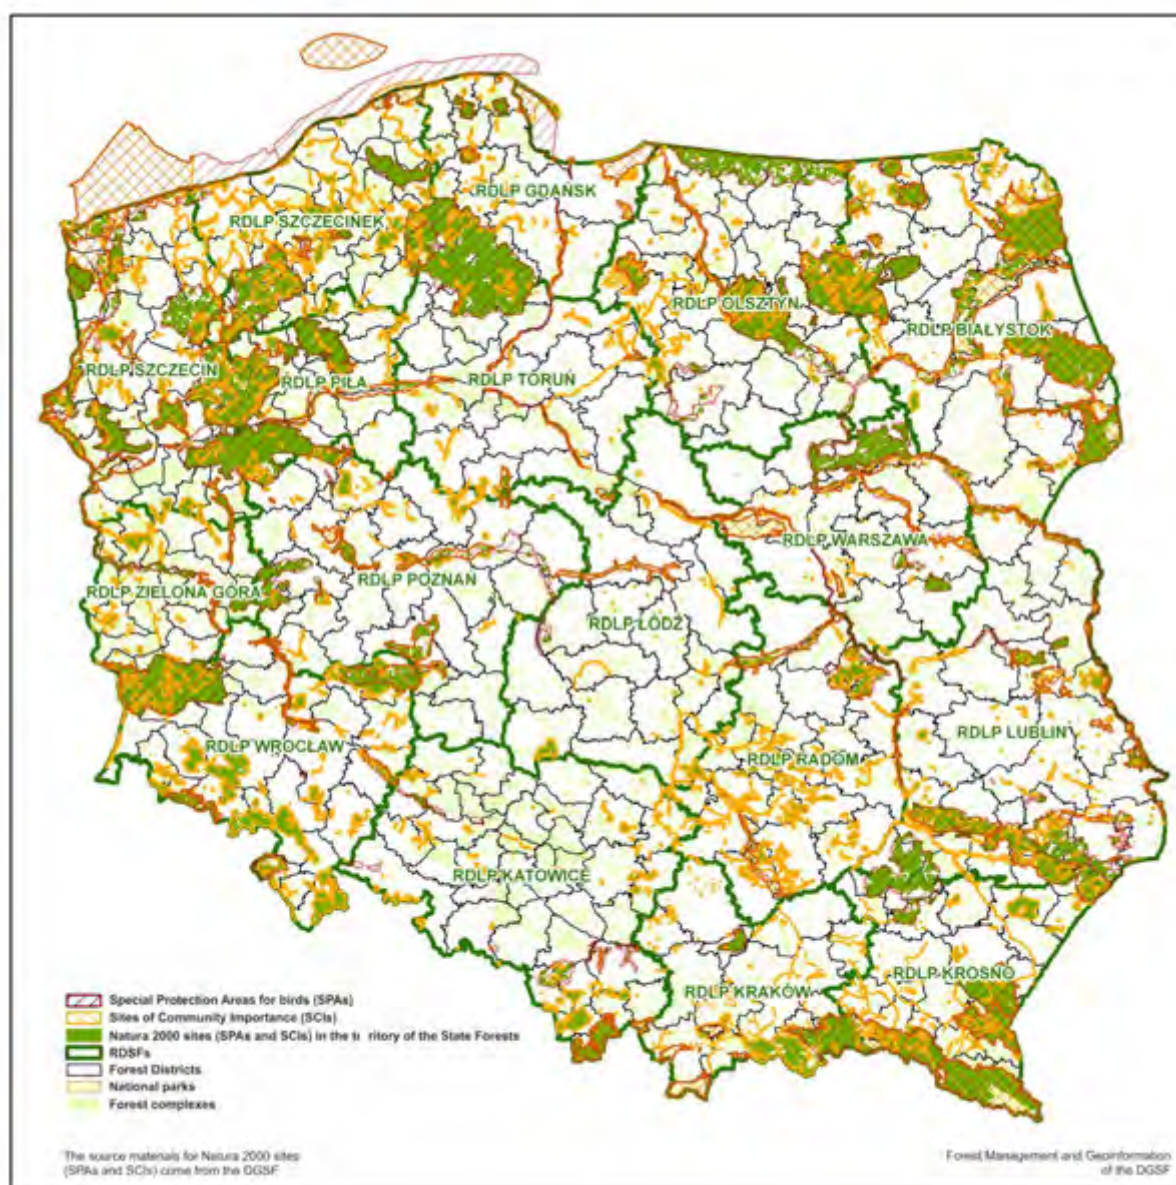 RDLP GDAŃSK
RDLP SZCZECINEK
RDLP OLSZTYN
RDLP BIAŁYSTOK
RDLP SZCZECIN
RDLP PIŁA
RDLP TORUŃ
RDLP WARSZAWA
RDLP POZNAŃ
RDLP ZIELONA GÓRA
RDLP ŁÓDŹ
RDLP LUBLIN
RDLP WROCŁAW
RDLP RADOM
RDLP KATOWICE
RDLP KROSNO
RDLP KRAKÓW
Special Protection Areas for birds (SPAs)
Sites of Community Importance (SCIs)
Natura 2000 sites (SPAs and SCIs) in the ritory of the State Forests
RDSFs
Forest Districts
National parks
Forest complexes
The source materials for Natura 2000 sites
(SPAs and SCIs) come from the DGSF
Forest Management and Geoinformation
of the DGSF